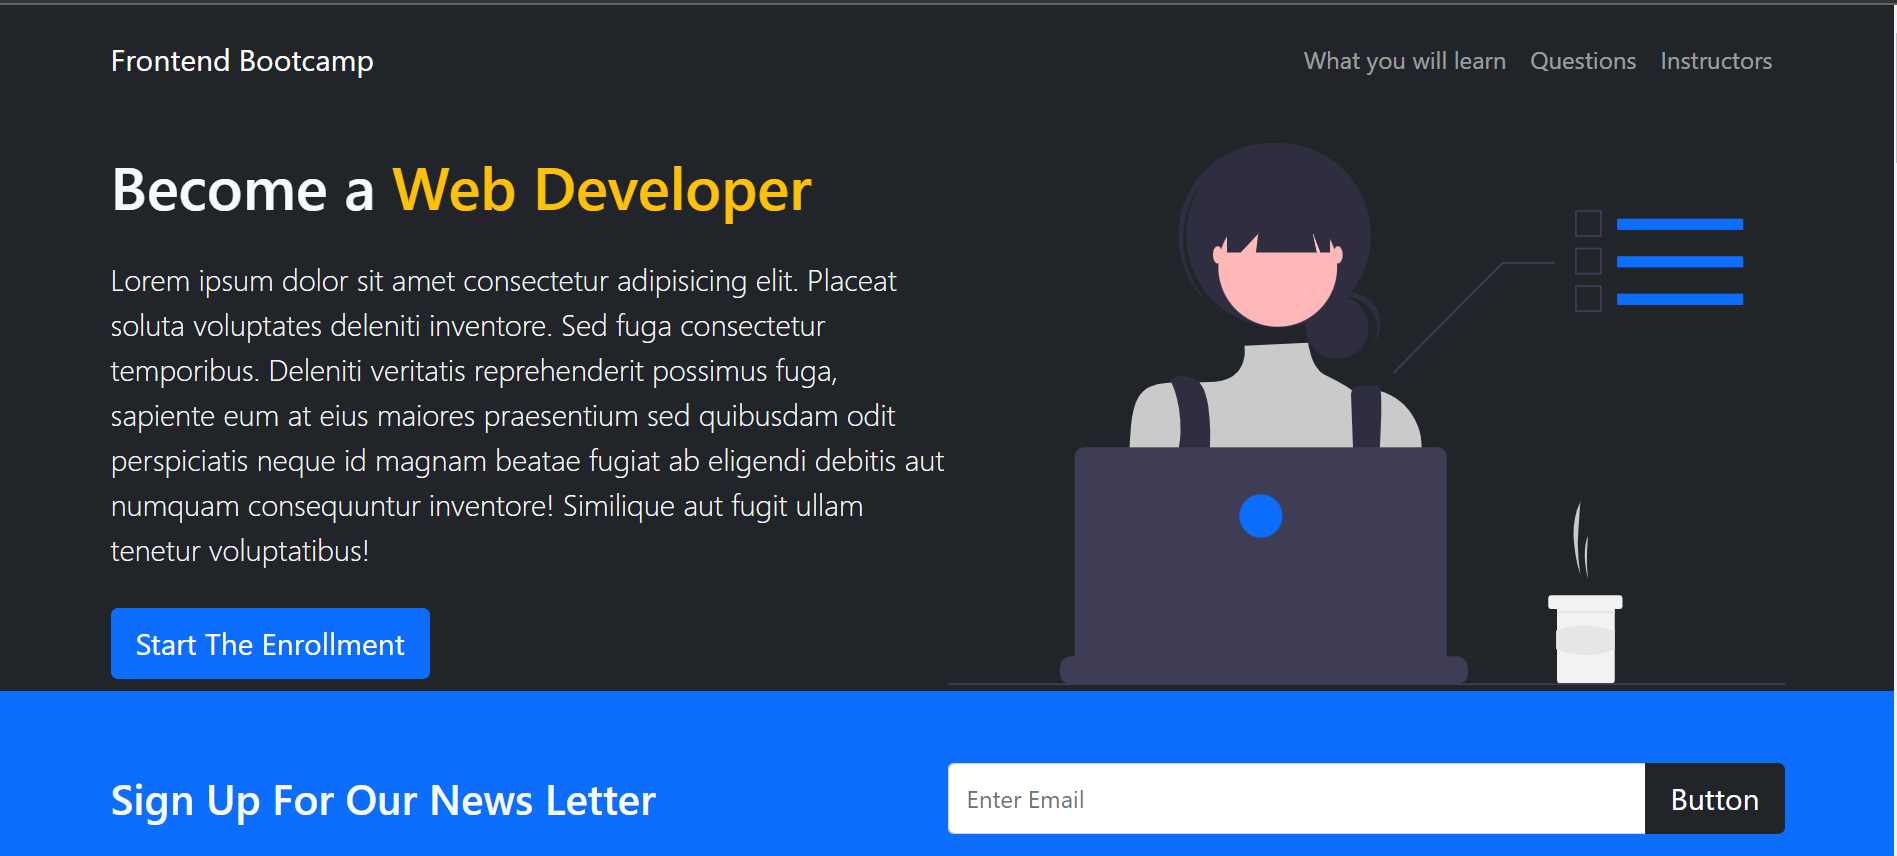 Frontend Bootcamp
What you will learn Questions Instructors
Become a Web Developer
Lorem ipsum dolor sit amet consectetur adipisicing elit. Placeat
soluta voluptates deleniti inventore. Sed fuga consectetur
temporibus. Deleniti veritatis reprehenderit possimus fuga,
sapiente eum at eius maiores praesentium sed quibusdam odit
perspiciatis neque id magnam beatae fugiat ab eligendi debitis aut
numquam consequuntur inventore! Similique aut fugit ullam
tenetur voluptatibus!
Start The Enrollment
Sign Up For Our News Letter
Enter Email
Button